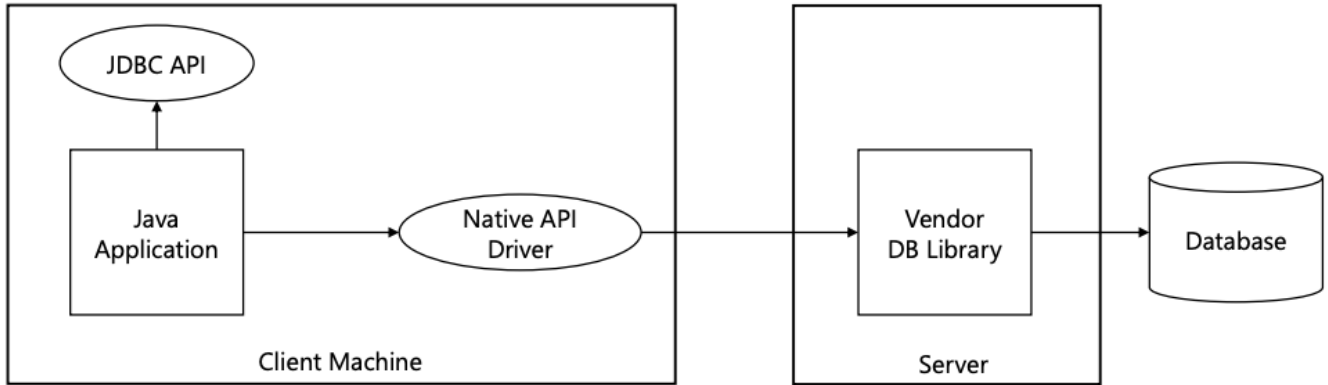 JDBC API
Java
Application
Native API
Driver
Vendor
DB Library
Database
Client Machine
Server